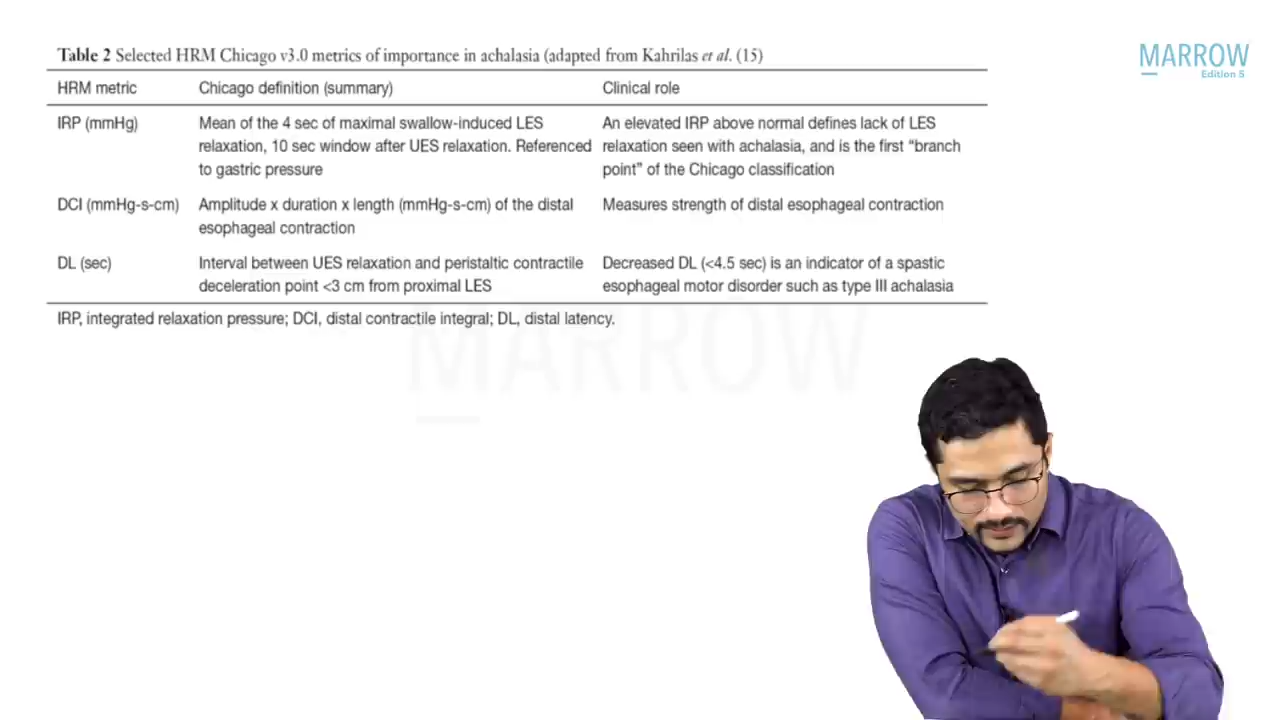 Table 2 Selected HRM Chicago v3.0 metrics of importance in achalasia (adapted from Kahrilas et al. (15)
MARROW
Edition 5
HRM metric Chicago definition (summary) Clinical role
IRP (mmHg) Mean of the 4 sec of maximal swallow-induced LES An elevated IRP above normal defines lack of LES
relaxation, 10 sec window after UES relaxation. Referenced relaxation seen with achalasia, and is the first “branch
to gastric pressure point” of the Chicago classification
DCI (mmHg-s-cm) Amplitude x duration x length (mmHg-s-cm) of the distal Measures strength of distal esophageal contraction
esophageal contraction
DL (sec) Interval between UES relaxation and peristaltic contractile Decreased DL (<4.5 sec) is an indicator of a spastic
deceleration point <3 cm from proximal LES esophageal motor disorder such as type III achalasia
IRP, integrated relaxation pressure; DCI, distal contractile integral; DL, distal latency.
MARROW